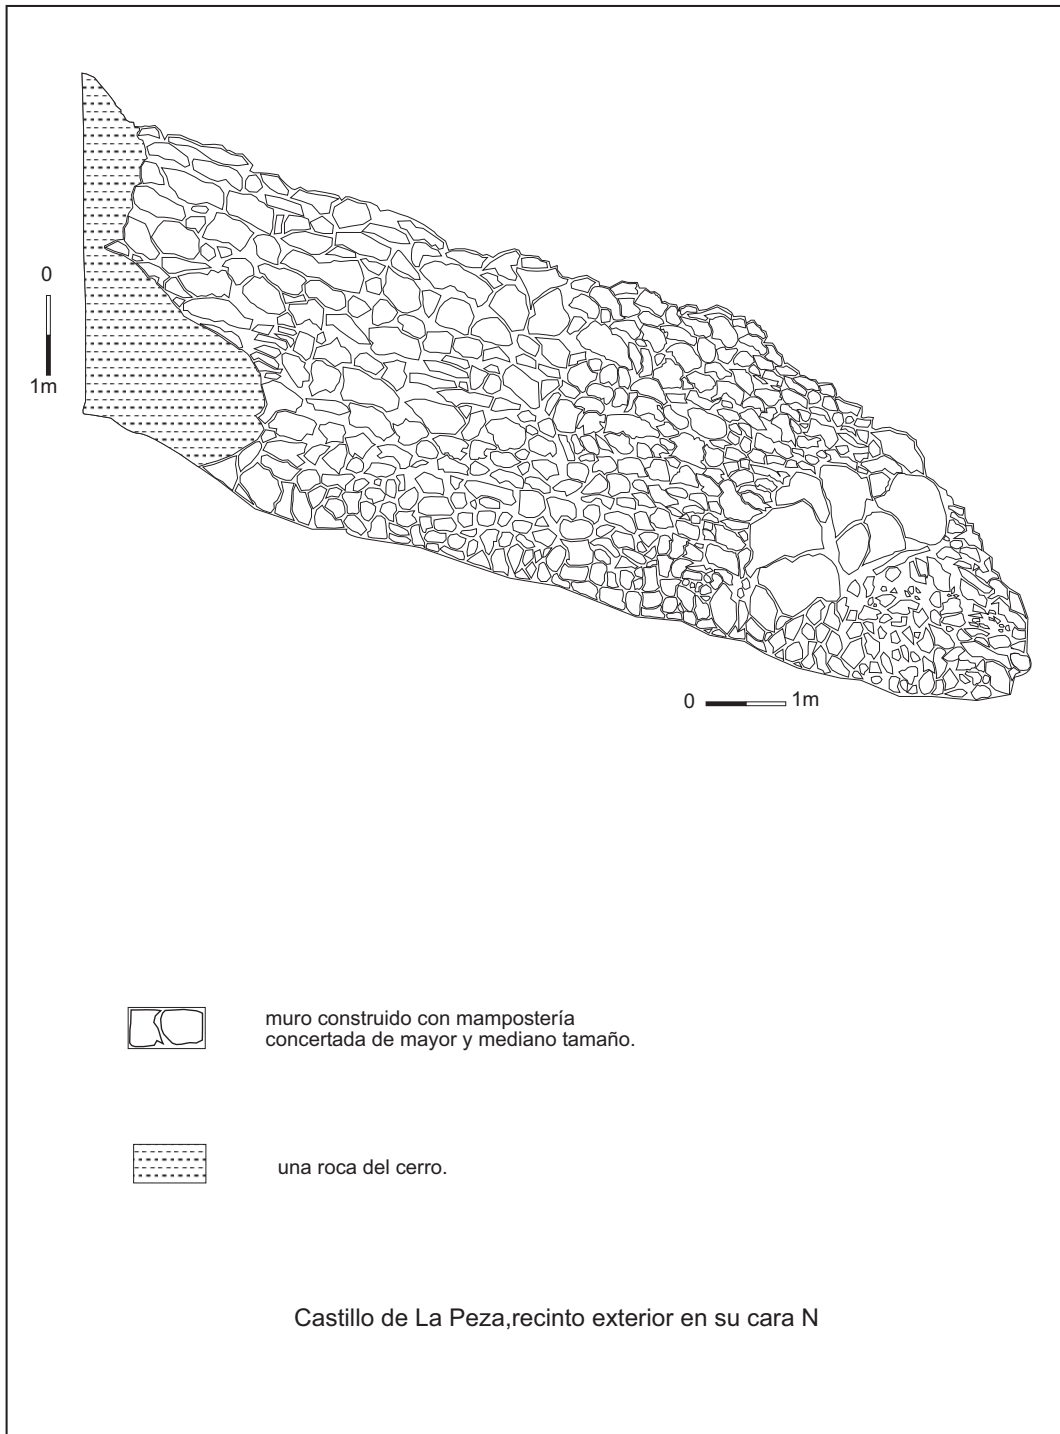 0
1m
0 1m
muro construido con mampostería
concertada de mayor y mediano tamaño.
una roca del cerro.
Castillo de La Peza,recinto exterior en su cara N